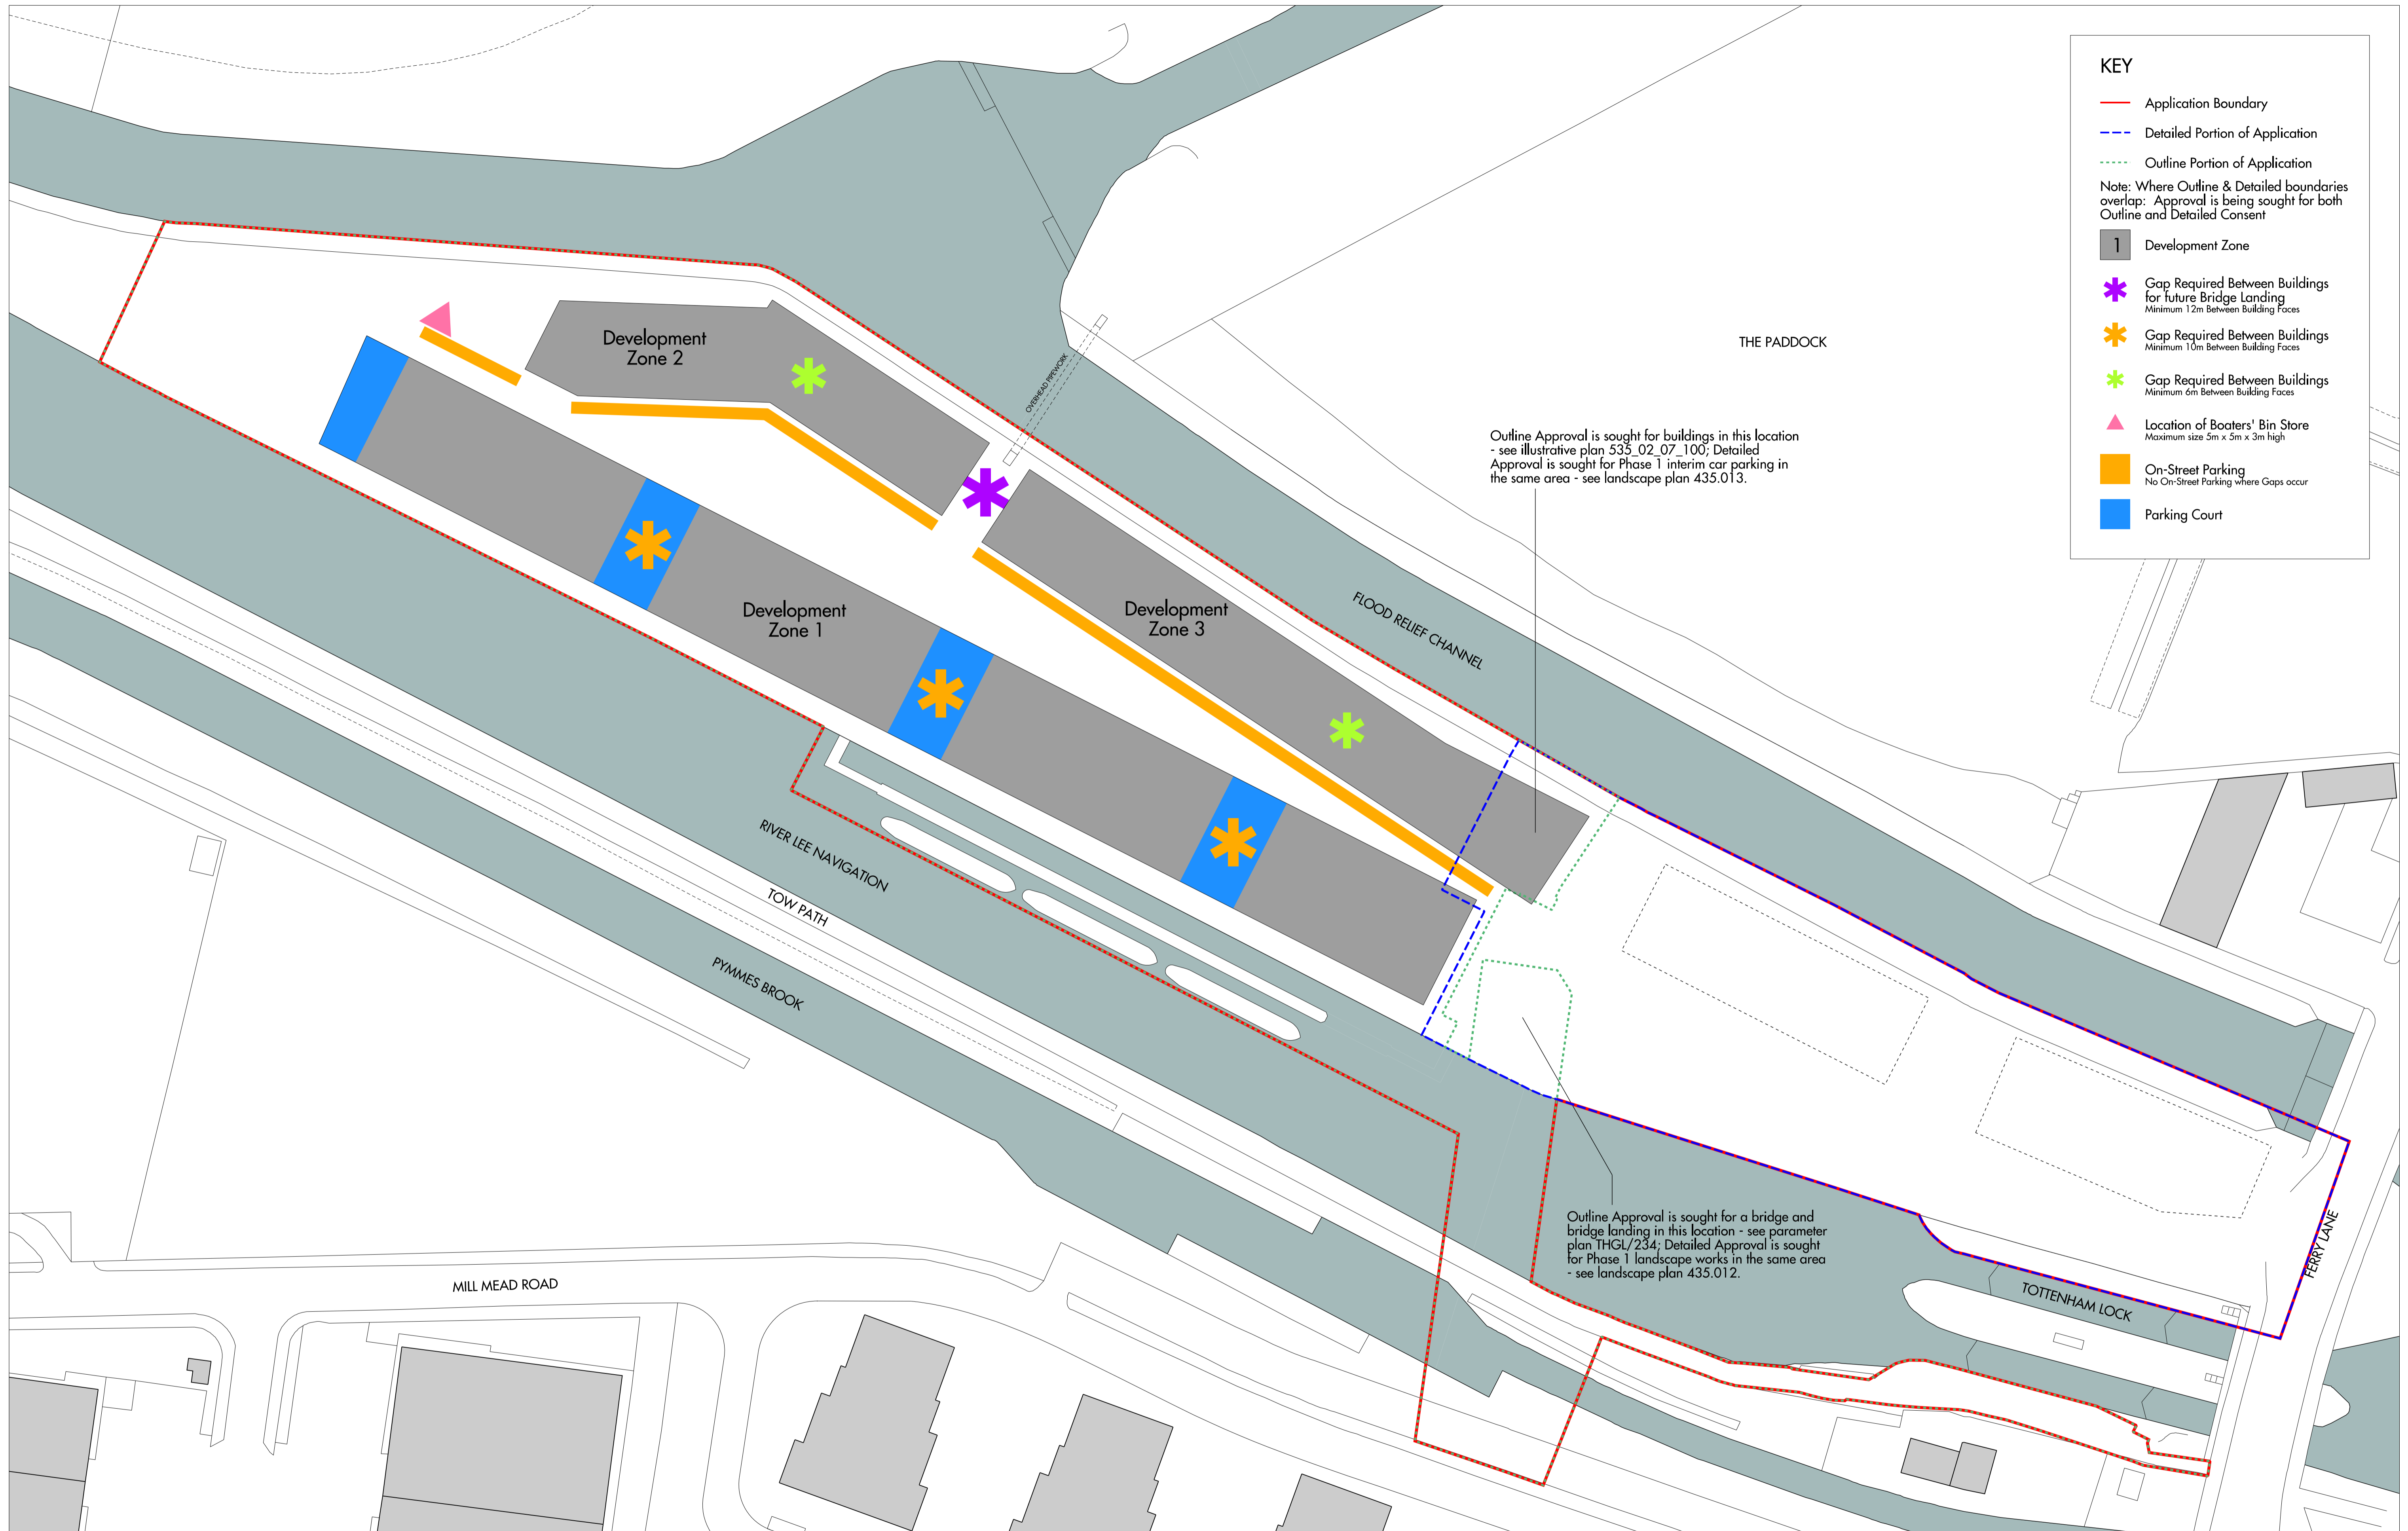 KEY
Application Boundary
Detailed Portion of Application
Outline Portion of Application
Note: Where Outline & Detailed boundaries
overlap: Approval is being sought for both
Outline and Detailed Consent
1
Development Zone
Gap Required Between Buildings
for future Bridge Landing
Minimum 12m Between Building Faces
Gap Required Between Buildings
Minimum 10m Between Building Faces
Gap Required Between Buildings
Minimum 6m Between Building Faces
Location of Boaters' Bin Store
Maximum size 5m x 5m x 3m high
On-Street Parking
No On-Street Parking where Gaps occur
Parking Court
Development
Zone 2
OVERHEAD PIPEWORK
THE PADDOCK
Outline Approval is sought for buildings in this location
- see illustrative plan 535_02_07_100; Detailed
Approval is sought for Phase 1 interim car parking in
the same area - see landscape plan 435.013.
Development
Zone 1
Development
Zone 3
FLOOD RELIEF CHANNEL
RIVER LEE NAVIGATION
TOW PATH
PYMMES BROOK
Outline Approval is sought for a bridge and
bridge landing in this location - see parameter
plan THGL/234; Detailed Approval is sought
for Phase 1 landscape works in the same area
- see landscape plan 435.012.
FERRY LANE
MILL MEAD ROAD
TOTTENHAM LOCK